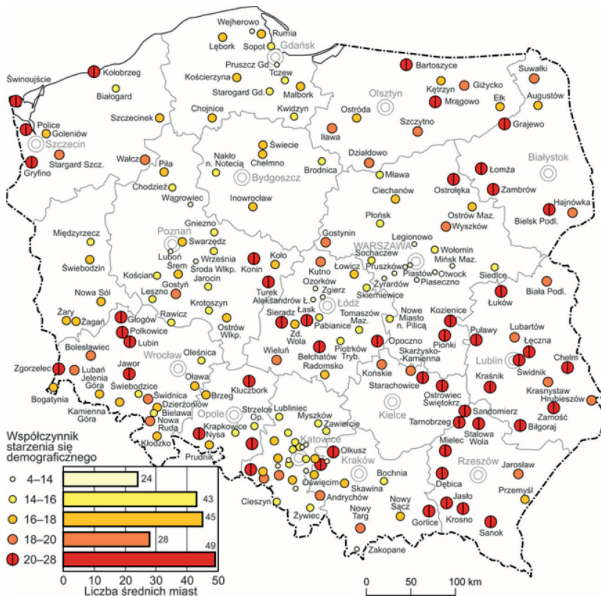 Wejherowo
Rumia
Lębork
Sopot
Gdańsk
Pruszcz Gd.
Kościerzyna
Tczew
Starogard Gd.
Malbork
Kwidzyn
Chojnice
Świnoujście
Kołobrzeg
Białogard
Szczecinek
Police
Goleniów
Szczecin
Stargard Szcz.
Gryfino
Wałcz
Piła
Bartoszyce
Kętrzyn
Giżycko
Suwałki
Olsztyn
Mrągowo
Ełk
Augustów
Ostróda
Szczytno
Grajewo
Iława
Działdowo
Świecie
Chełmno
Nakło
n. Notecią
Bydgoszcz
Brodnica
Chodzież
Wągrowiec
Inowrocław
Łomża
Białystok
Ostrołęka
Zambrów
Hajnówka
Bielsk Podl.
Mława
Ciechanów
Ostrów Maz.
Płońsk
Wyszków
Międzyrzecz
Gniezno
Poznań
Swarzędz
Świebodzin
Luboń
Września
Śrem
Środa Wlkp.
Kościan
Gostyń
Jarocin
Nowa Sól
Leszno
Krotoszyn
Rawicz
Ostrów
Wlkp.
Konin
Koło
Turek
Gostynin
Kutno
Łowicz
Ozorków
Zgierz
Aleksandrów Ł.
Łódź
Sieradz
Łask
Zd.
Wola
Pabianice
Wieluń
Bełchatów
Piotrków
Tryb.
Radomsko
Tomaszów
Maz.
Legionowo
WARSZAWA
Wołomin
Sochaczew
Mińsk Maz.
Pruszków
Piastów
Otwock
Żyrardów
Piaseczno
Skierniewice
Siedlce
Biała Podl.
Łuków
Nowe
Miasto
n. Pilicą
Kozienice
Pionki
Opoczno
Puławy
Lubartów
Łęczna
Lublin
Świdnik
Chełm
Kraśnik
Krasnystaw
Hrubieszów
Zamość
Biłgoraj
Skarżysko-
Kamienna
Końskie
Starachowice
Ostrowiec
Świętokrz.
Kielce
Sandomierz
Tarnobrzeg
Stalowa
Wola
Mielec
Rzeszów
Dębica
Jarosław
Przemyśl
Jasło
Gorlice
Krosno
Sanok
Żary
Żagań
Głogów
Polkowice
Lubin
Bolesławiec
Zgorzelec
Lubań
Jawor
Wrocław
Oleśnica
Jelenia
Góra
Świebodzice
Bogatynia
Kamienna
Góra
Świdnica
Dzierżoniów
Bielawa
Nowa
Ruda
Kłodzko
Oława
Brzeg
Kluczbork
Opole
Strzelce
Op.
Krapkowice
Nysa
Prudnik
Lubliniec
Myszków
Zawiercie
Katowice
Olkusz
Kraków
Bochnia
Oświęcim
Skawina
Cieszyn
Andrychów
Żywiec
Nowy
Targ
Nowy
Sącz
Zakopane
Współczynnik
starzenia się
demograficznego
4–14
24
14–16
43
16–18
45
18–20
28
20–28
49
0 10 20 30 40 50
Liczba średnich miast
0 50 100 km